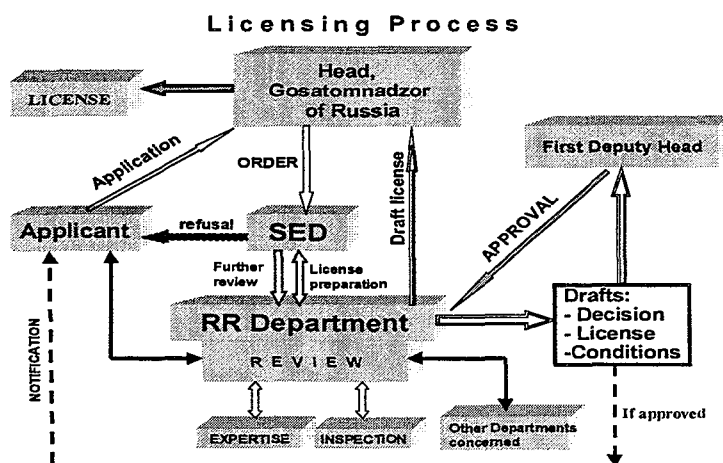 Licensing Process
Head,
Gosatomnadzor
of Russia
LICENSE
First Deputy Head
Application
ORDER
Draft license
APPROVAL
Applicant
refusal
SED
Further
review
License
preparation
RR Department
REVIEW
Drafts:
- Decision
- License
-Conditions
NOTIFICATION
EXPERTISE
INSPECTION
Other Departments
concerned
If approved